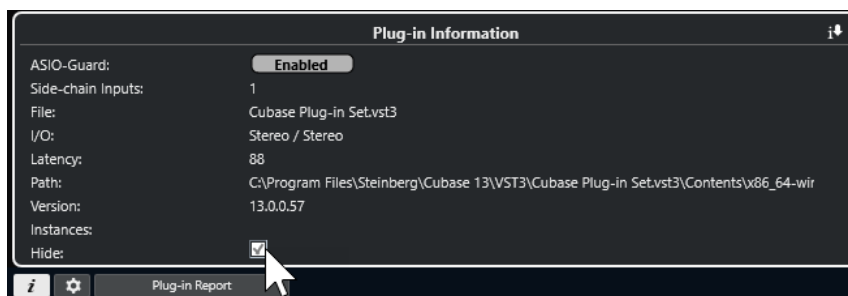 Plug-in Information
ASIO-Guard: Enabled
Side-chain Inputs: 1
File: Cubase Plug-in Set.vst3
I/O: Stereo / Stereo
Latency: 88
Path: C:\Program Files\Steinberg\Cubase 13\VST3\Cubase Plug-in Set.vst3\Contents\x86_64-wir
Version: 13.0.0.57
Instances:
Hide:
i Plug-in Report